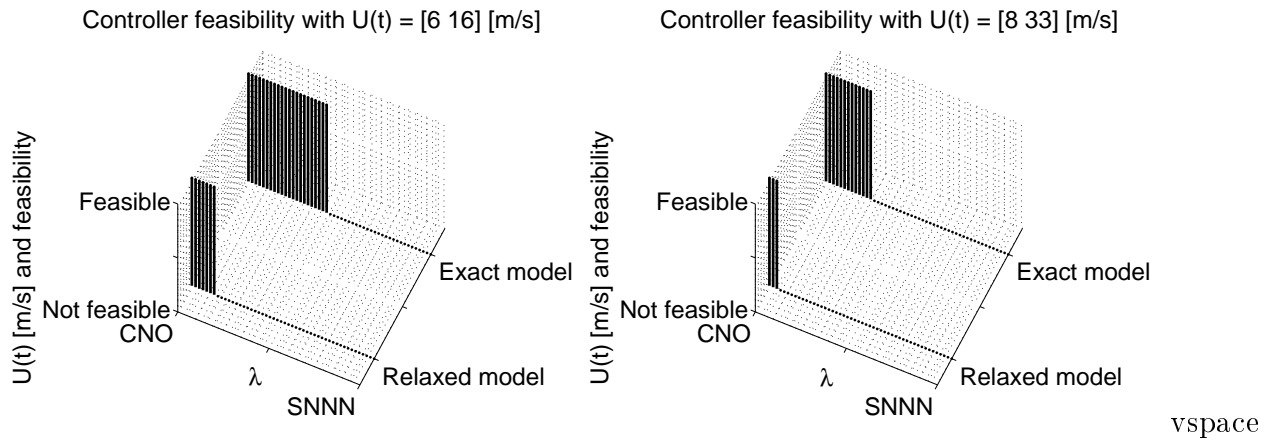 Controller feasibility with U(t) = [6 16] [m/s]
U(t) [m/s] and feasibility
Feasible
Not feasible
CNO
λ
SNNN
Exact model
Relaxed model
Controller feasibility with U(t) = [8 33] [m/s]
U(t) [m/s] and feasibility
Feasible
Not feasible
CNO
λ
SNNN
Exact model
Relaxed model
vspace